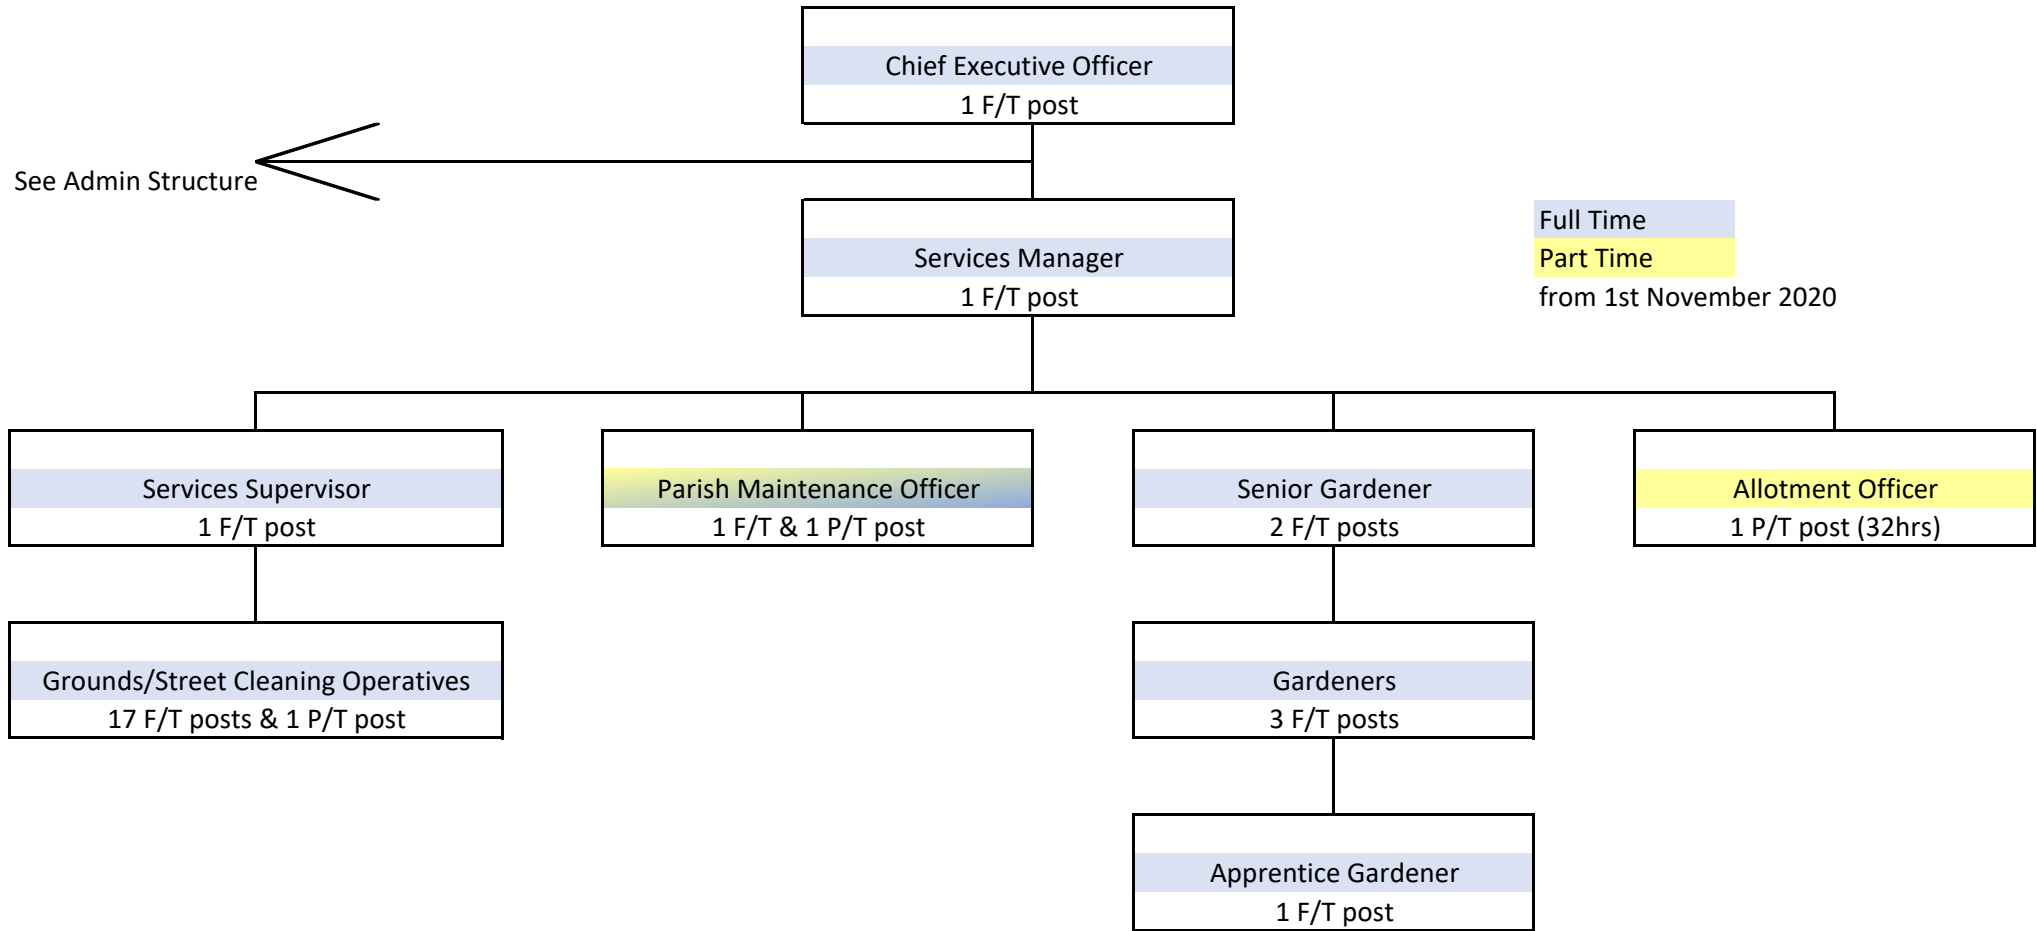 Chief Executive Officer
1 F/T post
See Admin Structure
Services Manager
1 F/T post
Full Time
Part Time
from 1st November 2020
Services Supervisor
1 F/T post
Parish Maintenance Officer
1 F/T & 1 P/T post
Senior Gardener
2 F/T posts
Allotment Officer
1 P/T post (32hrs)
Grounds/Street Cleaning Operatives
17 F/T posts & 1 P/T post
Gardeners
3 F/T posts
Apprentice Gardener
1 F/T post